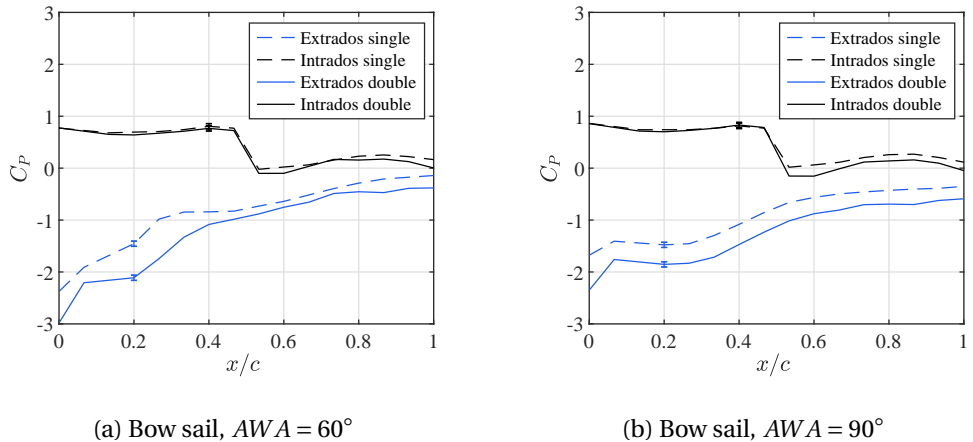 3
2
1
0
-1
-2
-3
C_P
0
0.2
0.4
0.6
0.8
1
x/c
Extrados single
Intrados single
Extrados double
Intrados double
(a) Bow sail, AWA = 60°
3
2
1
0
-1
-2
-3
C_P
0
0.2
0.4
0.6
0.8
1
x/c
Extrados single
Intrados single
Extrados double
Intrados double
(b) Bow sail, AWA = 90°